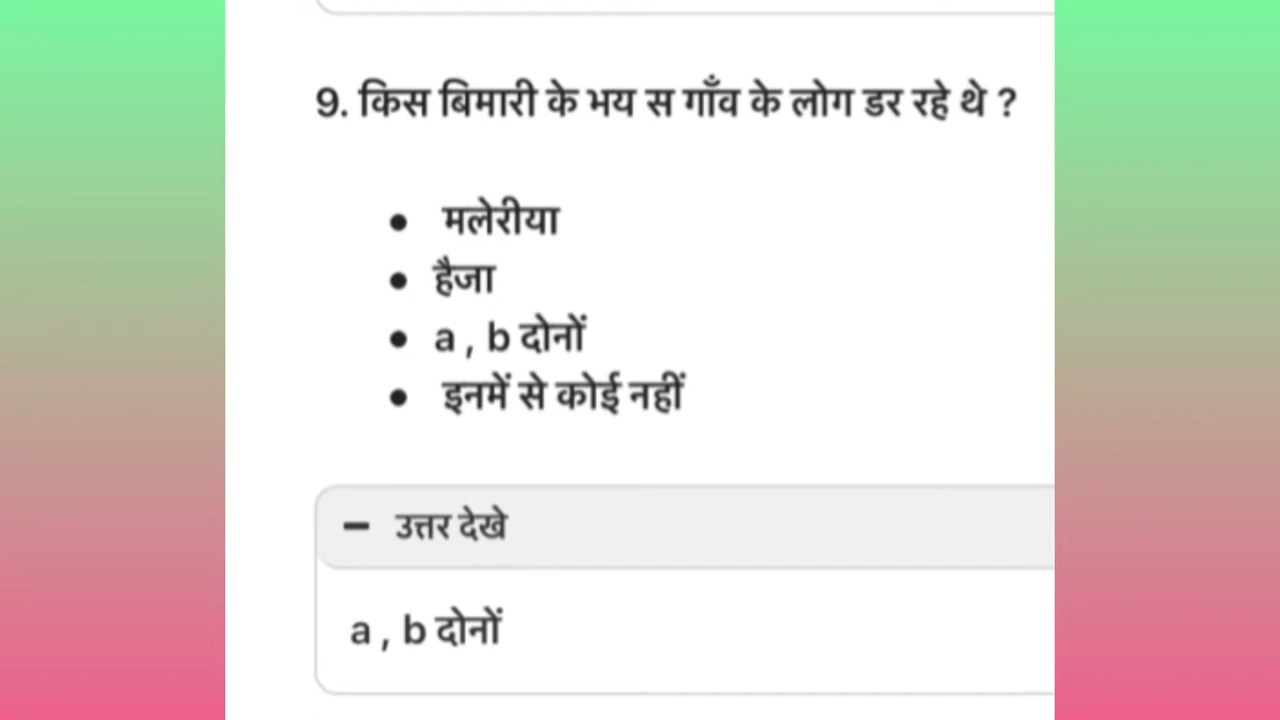 9. किस बिमारी के भय स गाँव के लोग डर रहे थे ?
● मलेरीया
● हैजा
● a , b दोनों
● इनमें से कोई नहीं
− उत्तर देखे
a , b दोनों